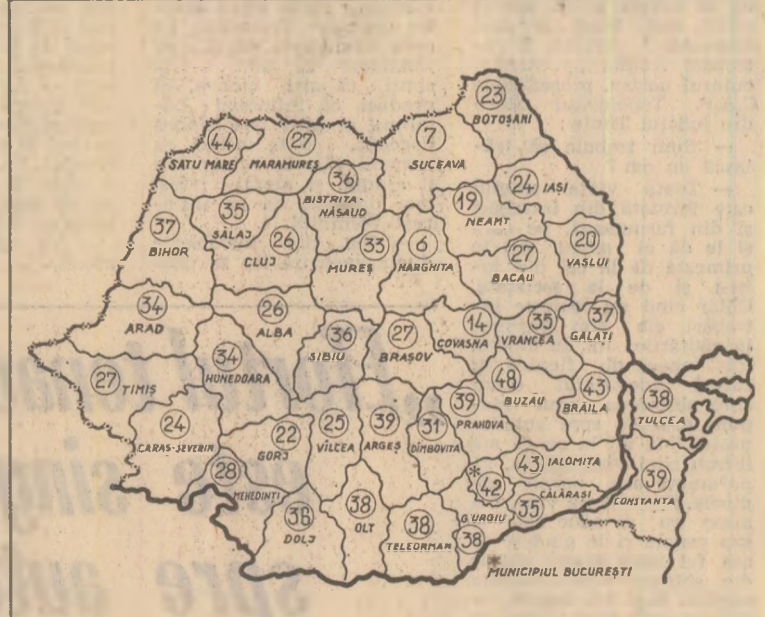 23
BOTOȘANI
44
SATU MARE
27
MARAMUREȘ
7
SUCEAVA
36
BISTRIȚA-
NĂSAUD
24 IAȘI
19
NEAMȚ
35
SĂLAJ
37
BIHOR
26
CLUJ
33
MUREȘ
6
HARGHITA
27
BACĂU
20
VASLUI
34
ARAD
26
ALBA
36
SIBIU
27
BRAȘOV
14
COVASNA
35
VRANCEA
37
GALAȚI
27 TIMIȘ
34
HUNEDOARA
48
BUZĂU
43
BRĂILA
38
TULCEA
24
CARAȘ-SEVERIN
22
GORJ
25
VÎLCEA
39
ARGEȘ
31
DÎMBOVIȚA
39
PRAHOVA
28
MEHEDINȚI
43 IALOMIȚA
39
CONSTANȚA
*
42
CĂLĂRAȘI
35
38
DOLJ
38
OLT
38
TELEORMAN
GIURGIU
38
* MUNICIPIUL BUCUREȘTI